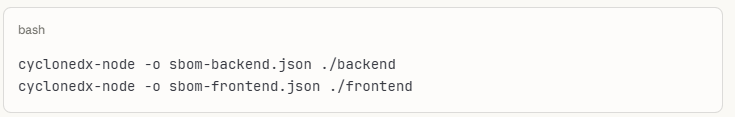 bash
cyclonedx-node -o sbom-backend.json ./backend
cyclonedx-node -o sbom-frontend.json ./frontend